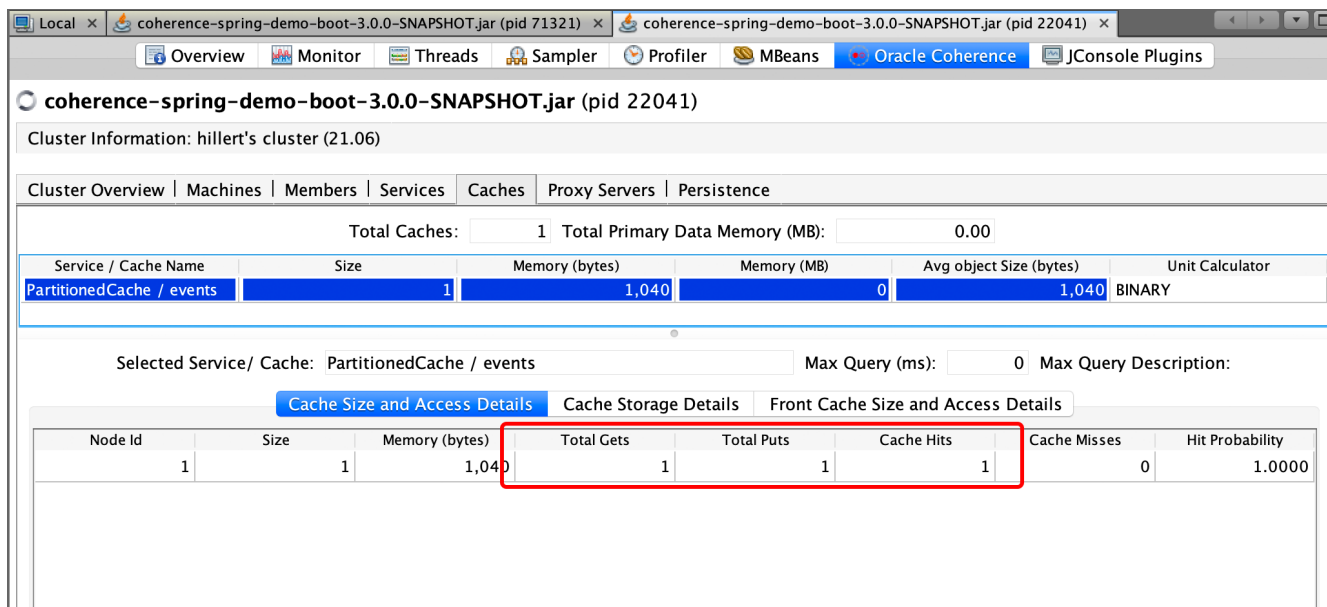 Local × coherence-spring-demo-boot-3.0.0-SNAPSHOT.jar (pid 71321) × coherence-spring-demo-boot-3.0.0-SNAPSHOT.jar (pid 22041) ×
Overview Monitor Threads Sampler Profiler MBeans Oracle Coherence JConsole Plugins
coherence-spring-demo-boot-3.0.0-SNAPSHOT.jar (pid 22041)
Cluster Information: hillert's cluster (21.06)
Cluster Overview | Machines | Members | Services Caches Proxy Servers | Persistence
Total Caches: 1 Total Primary Data Memory (MB): 0.00
Service / Cache Name Size Memory (bytes) Memory (MB) Avg object Size (bytes) Unit Calculator
PartitionedCache / events 1 1,040 0 1,040 BINARY
Selected Service/ Cache: PartitionedCache / events Max Query (ms): 0 Max Query Description:
Cache Size and Access Details Cache Storage Details Front Cache Size and Access Details
Node Id Size Memory (bytes) Total Gets Total Puts Cache Hits Cache Misses Hit Probability
1 1 1,040 1 1 1 0 1.0000